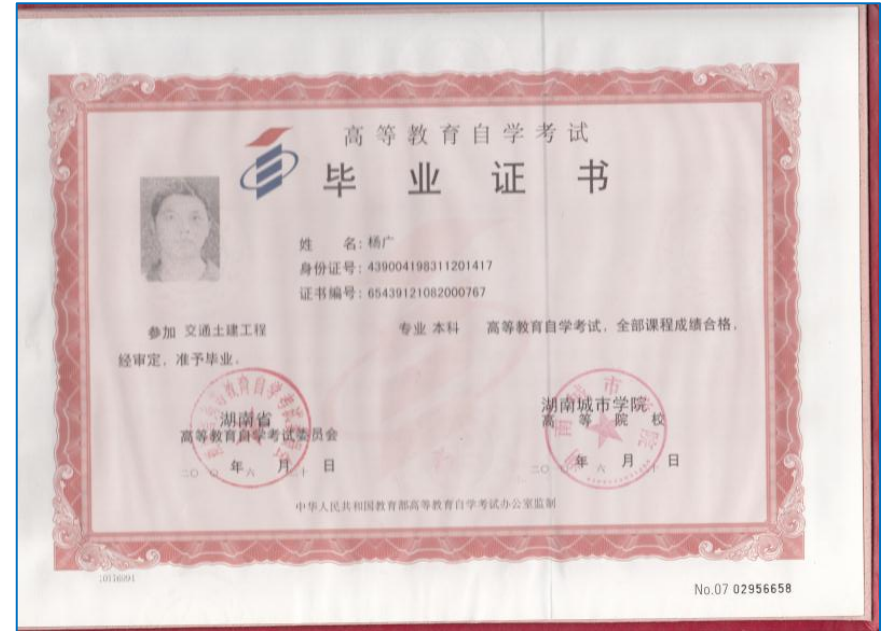 高等教育自学考试
毕业证书
姓 名：杨广
身份证号：439004198311201417
证书编号：65439121082000767
参加 交通土建工程 专业 本科 高等教育自学考试，全部课程成绩合格，
经审定，准予毕业。
湖南省
高等教育自学考试委员会
年 六 月 日
湖南城市学院
高 等 院 校
年 六 月 日
中华人民共和国教育部高等教育自学考试办公室监制
No.07 02956658